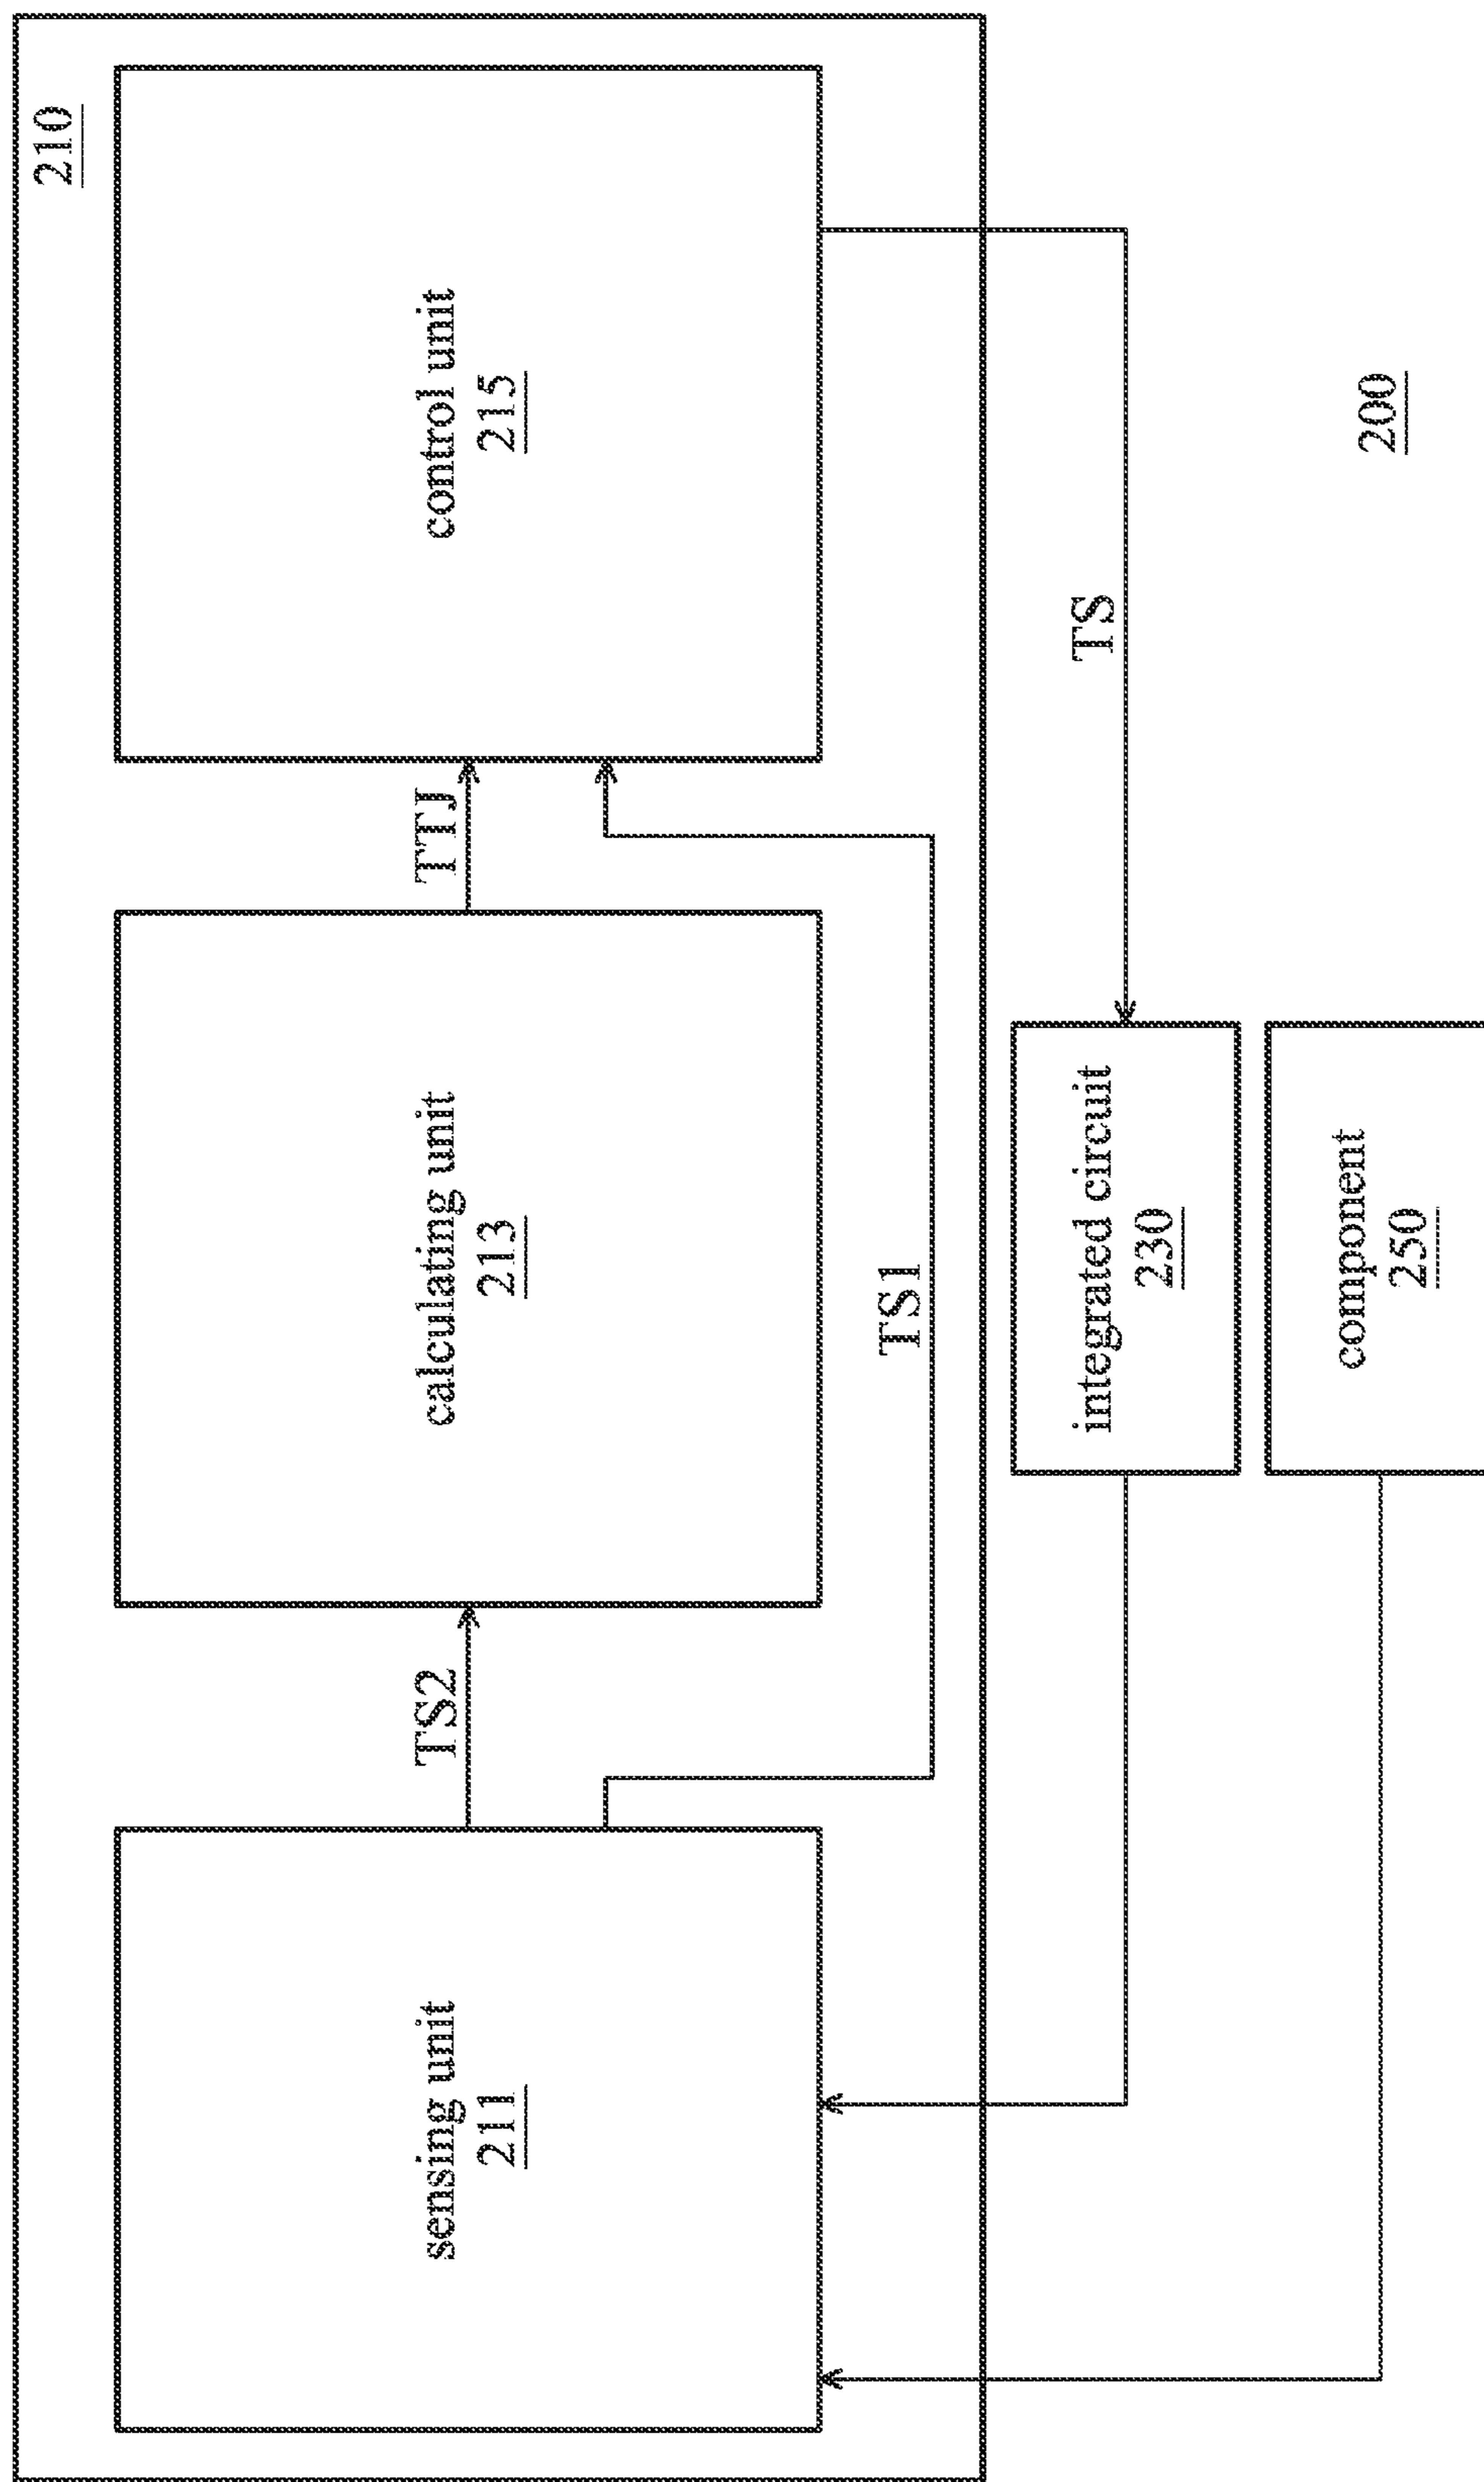 210
sensing unit
211
TS2
calculating unit
213
TTJ
control unit
215
TS1
TS
integrated circuit
230
component
250
200